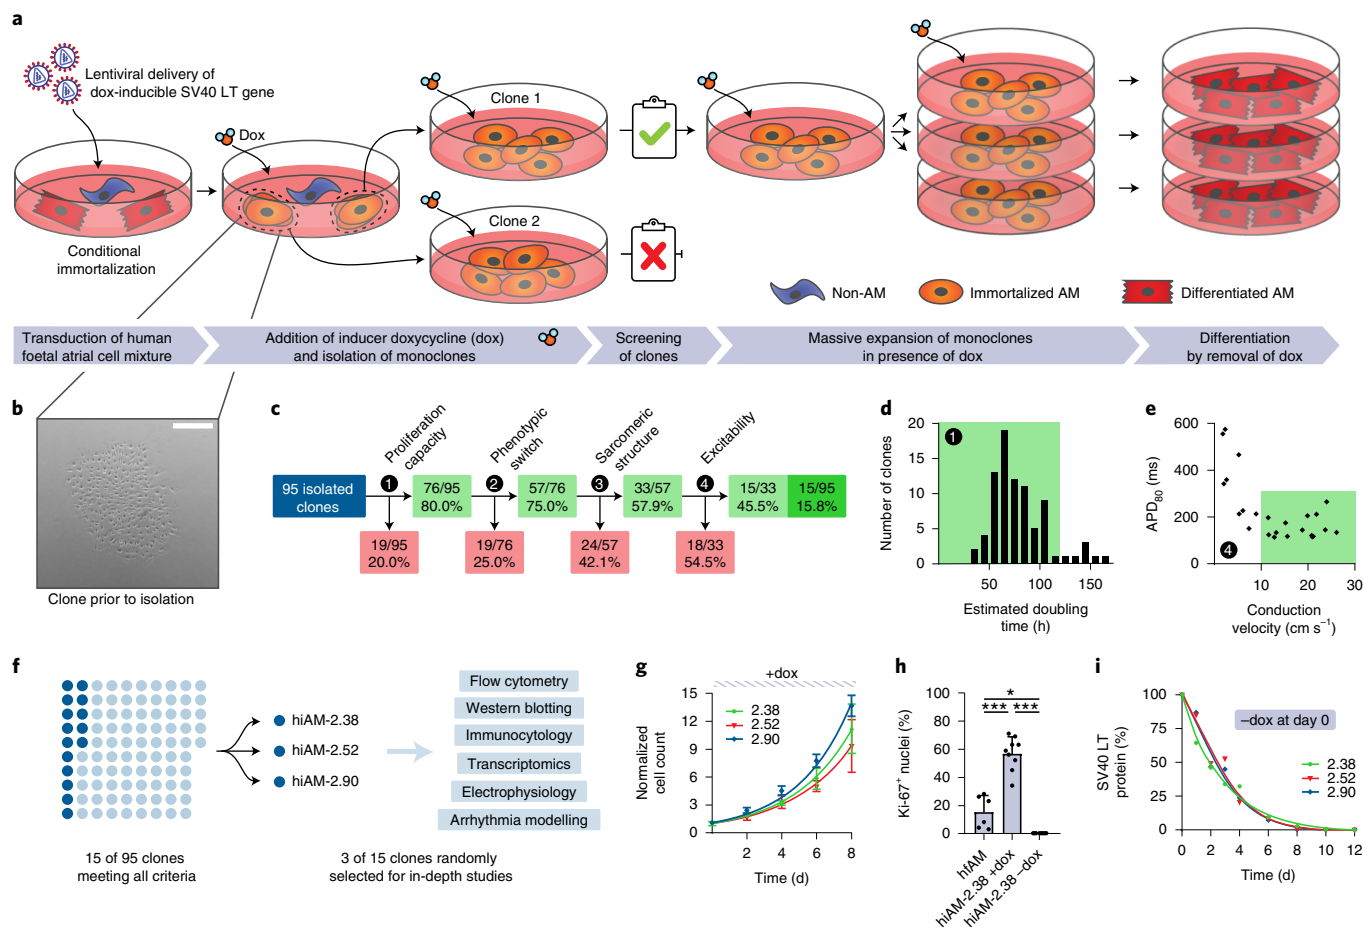 a
Lentiviral delivery of
dox-inducible SV40 LT gene
Dox
Clone 1
Clone 2
Conditional
immortalization
Non-AM
Immortalized AM
Differentiated AM
Transduction of human
foetal atrial cell mixture
Addition of inducer doxycycline (dox)
and isolation of monoclones
Screening
of clones
Massive expansion of monoclones
in presence of dox
Differentiation
by removal of dox
b
Clone prior to isolation
c
Proliferation
capacity
Phenotypic
switch
Sarcomeric
structure
Excitability
95 isolated
clones
1
76/95
80.0%
2
57/76
75.0%
3
33/57
57.9%
4
15/33
45.5%
15/95
15.8%
19/95
20.0%
19/76
25.0%
24/57
42.1%
18/33
54.5%
d
Number of clones
20
15
10
5
0
1
50
100
150
Estimated doubling
time (h)
e
APD80 (ms)
600
400
200
0
4
10
20
30
Conduction
velocity (cm s−1)
f
hiAM-2.38
hiAM-2.52
hiAM-2.90
Flow cytometry
Western blotting
Immunocytology
Transcriptomics
Electrophysiology
Arrhythmia modelling
15 of 95 clones
meeting all criteria
3 of 15 clones randomly
selected for in-depth studies
g
+dox
Normalized
cell count
15
12
9
6
3
0
2.38
2.52
2.90
2
4
6
8
Time (d)
h
Ki-67+ nuclei (%)
100
80
60
40
20
0
*
*** ***
hfAM
hiAM-2.38 +dox
hiAM-2.38 −dox
i
SV40 LT
protein (%)
100
75
50
25
0
–dox at day 0
2.38
2.52
2.90
0
2
4
6
8
10
12
Time (d)